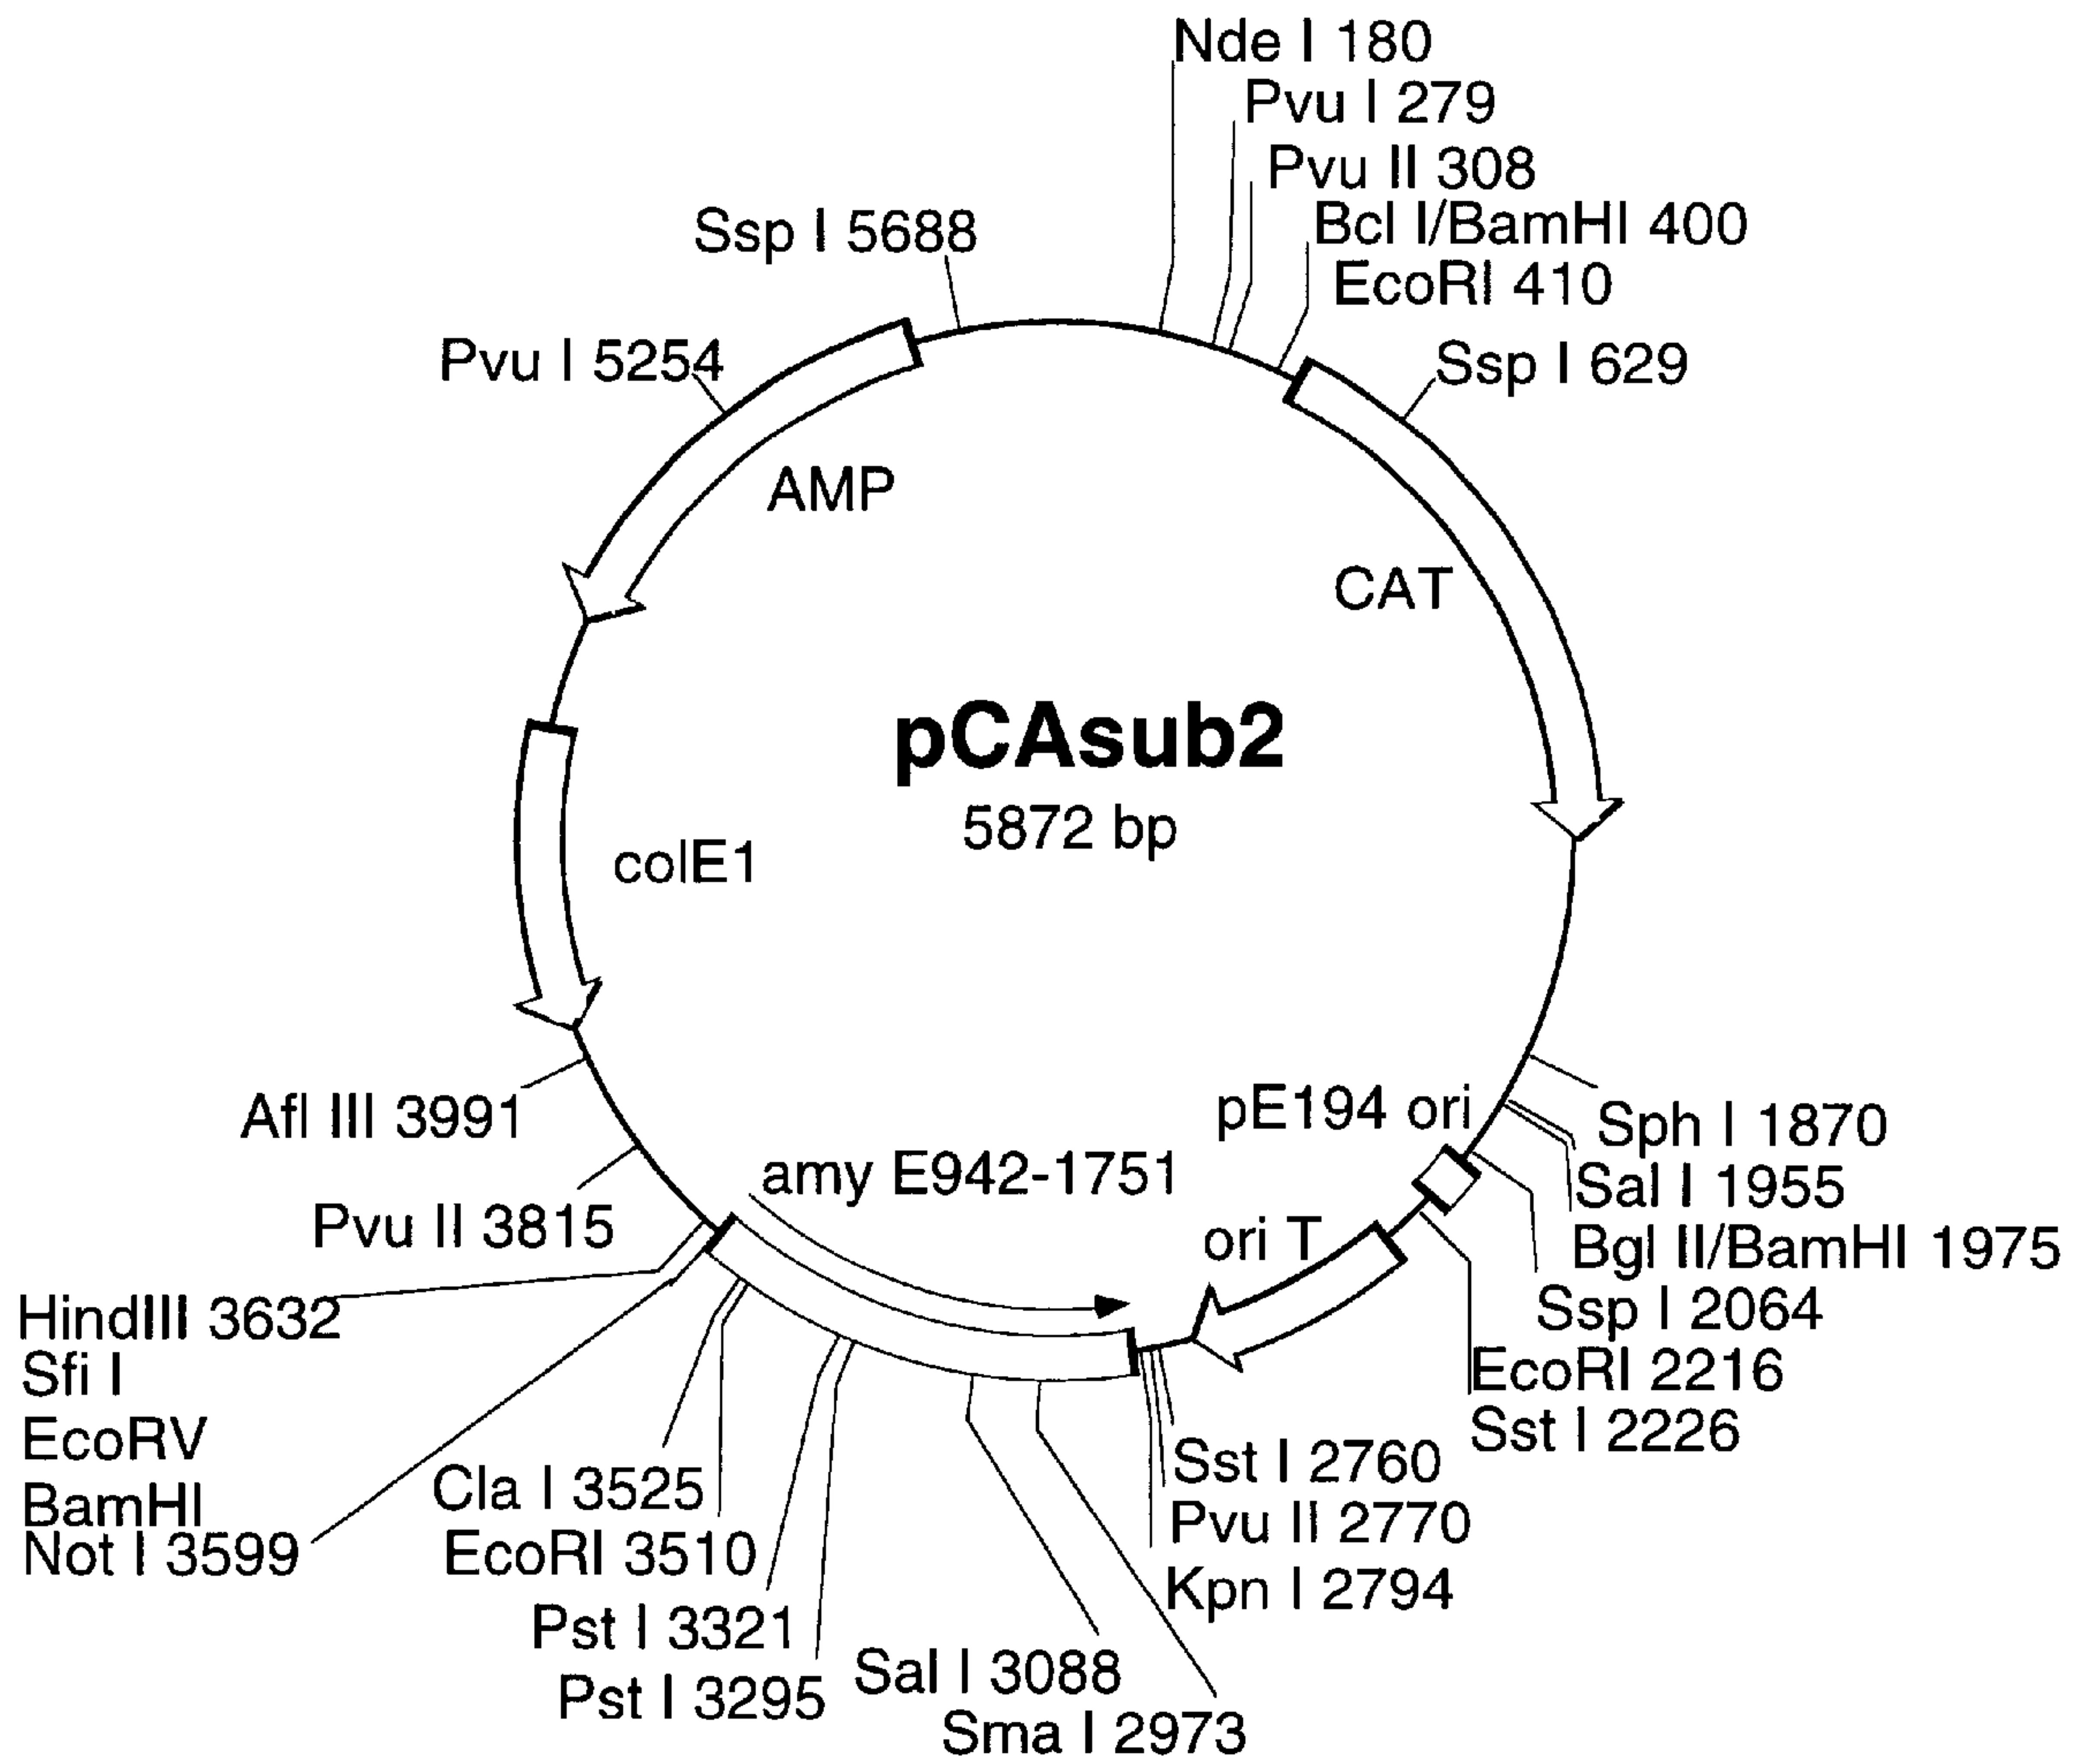 Nde I 180
Pvu I 279
Pvu II 308
Bcl I/BamHI 400
EcoRI 410
Ssp I 629
Ssp I 5688
Pvu I 5254
AMP
CAT
pCAsub2
5872 bp
colE1
Afl III 3991
Pvu II 3815
pE194 ori
amy E942-1751
ori T
Sph I 1870
Sal I 1955
Bgl II/BamHI 1975
Ssp I 2064
EcoRI 2216
Sst I 2226
Sst I 2760
Pvu II 2770
Kpn I 2794
HindIII 3632
Sfi I
EcoRV
BamHI
Not I 3599
Cla I 3525
EcoRI 3510
Pst I 3321
Pst I 3295
Sal I 3088
Sma I 2973